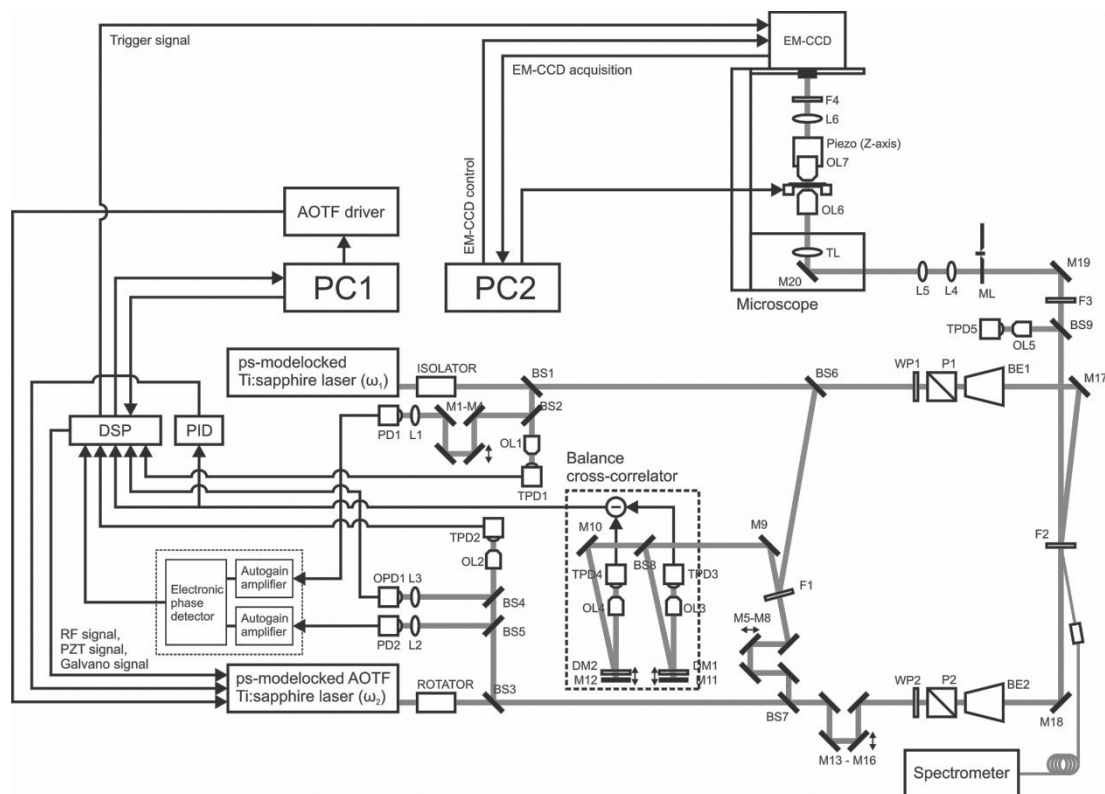 Trigger signal
EM-CCD
EM-CCD acquisition
F4
L6
Piezo (Z-axis)
OL7
EM-CCD control
OL6
AOTF driver
TL
PC1
PC2
M20
L5
L4
ML
M19
Microscope
F3
TPD5
OL5
BS9
ps-modelocked
Ti:sapphire laser (ω₁)
ISOLATOR
BS1
BS6
WP1
P1
BE1
M17
DSP
PID
PD1
L1
BS2
OL1
TPD1
Balance
cross-correlator
−
M10
M9
F2
TPD2
OL2
BS8
TPD4
TPD3
F1
Electronic
phase
detector
Autogain
amplifier
Autogain
amplifier
OPD1
L3
BS4
OL4
OL3
PD2
L2
BS5
M5-M8
RF signal,
PZT signal,
Galvano signal
DM2
M12
DM1
M11
ps-modelocked AOTF
Ti:sapphire laser (ω₂)
ROTATOR
BS3
BS7
WP2
P2
BE2
M18
M13 - M16
Spectrometer